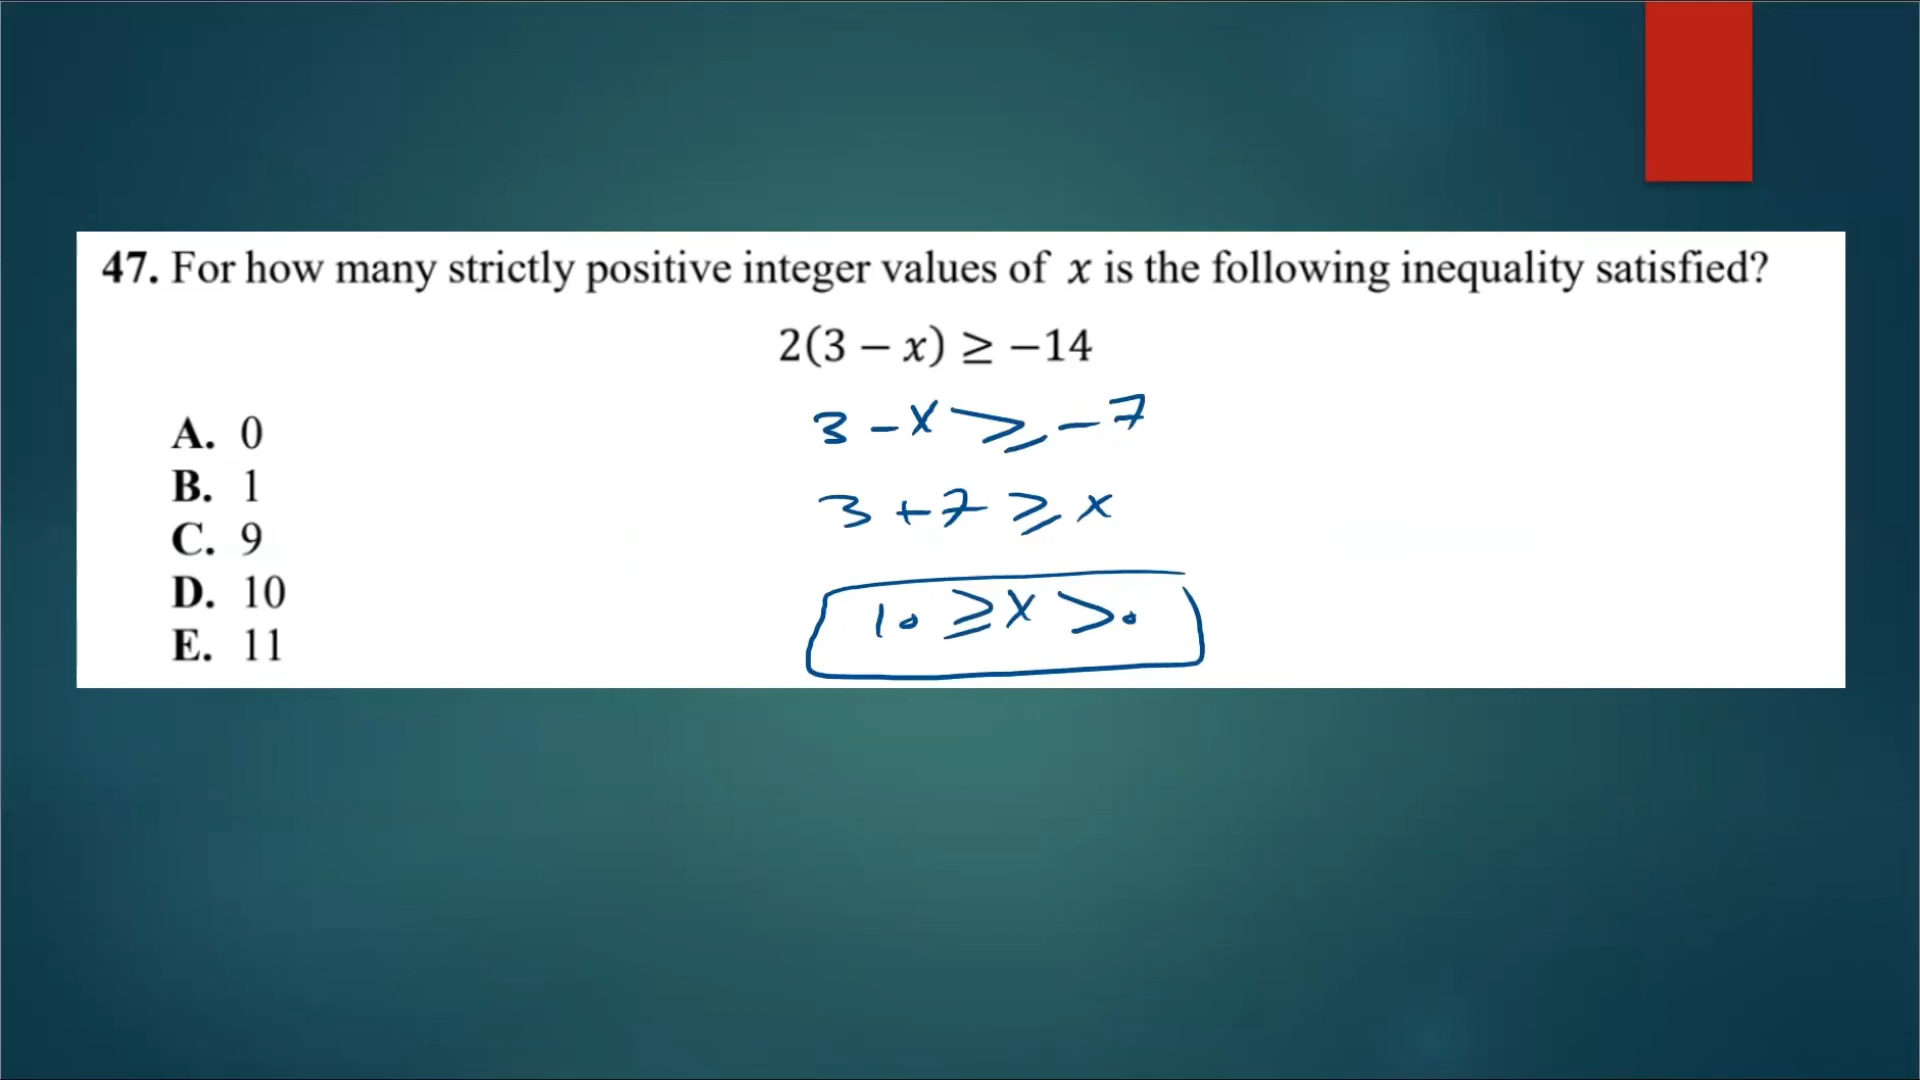 47. For how many strictly positive integer values of x is the following inequality satisfied?
2(3 − x) ≥ −14
A. 0
B. 1
C. 9
D. 10
E. 11
3 - x ≥ - 7
3 + 7 ≥ x
10 ≥ x > 0